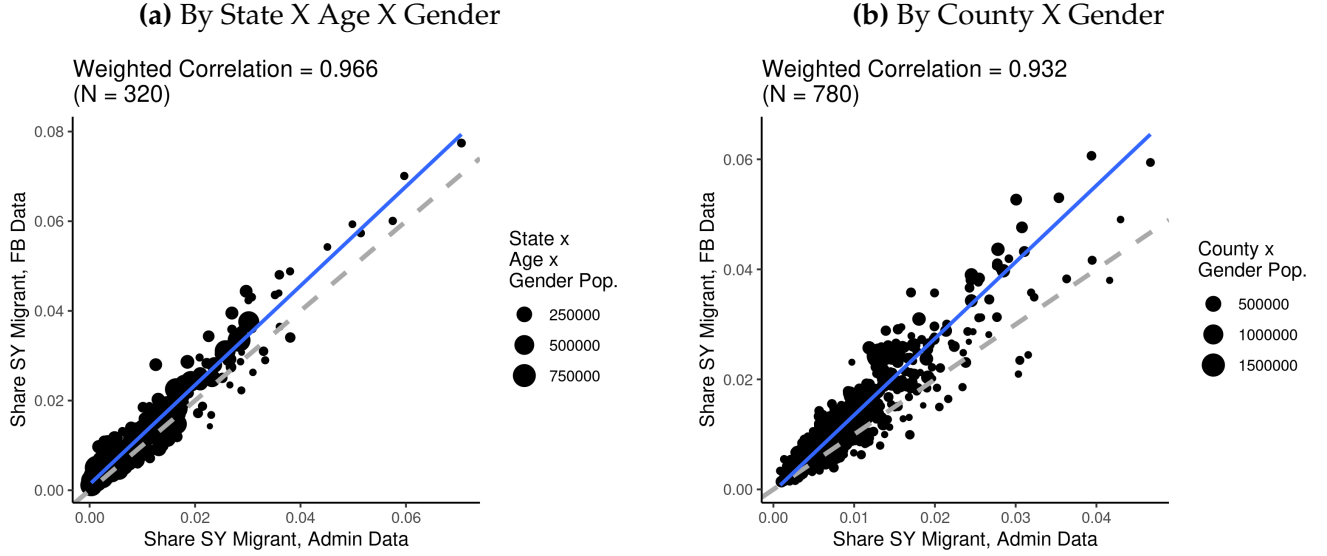 (a) By State X Age X Gender
Weighted Correlation = 0.966
(N = 320)
0.08
0.06
0.04
0.02
0.00
0.00 0.02 0.04 0.06
Share SY Migrant, FB Data
Share SY Migrant, Admin Data
State x
Age x
Gender Pop.
250000
500000
750000
(b) By County X Gender
Weighted Correlation = 0.932
(N = 780)
0.06
0.04
0.02
0.00
0.00 0.01 0.02 0.03 0.04
Share SY Migrant, FB Data
Share SY Migrant, Admin Data
County x
Gender Pop.
500000
1000000
1500000